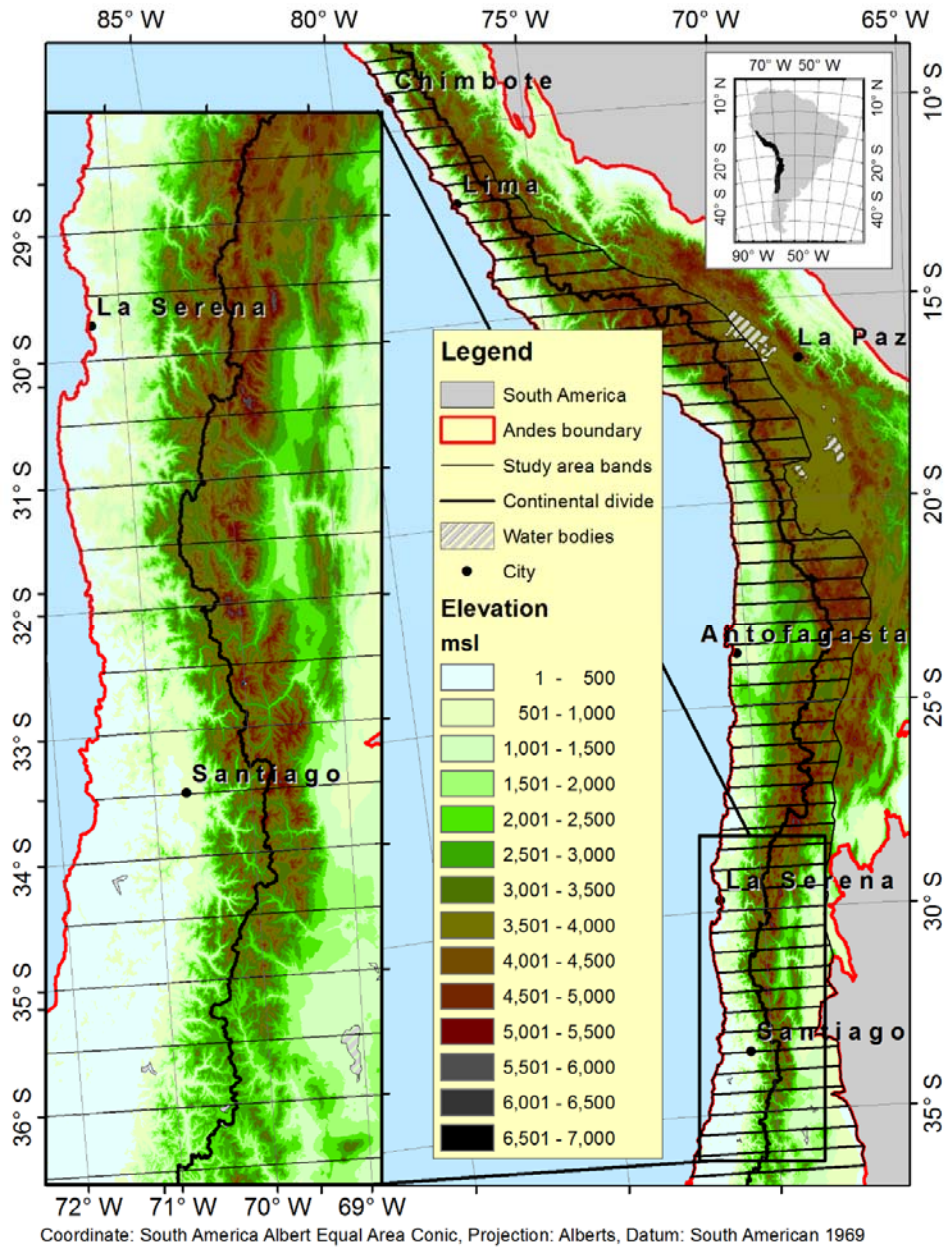 85° W 80° W 75° W 70° W 65° W
10° S
15° S
20° S
25° S
30° S
35° S
29° S
30° S
31° S
32° S
33° S
34° S
35° S
36° S
72° W 71° W 70° W 69° W
Chimbote
Lima
La Paz
Antofagasta
La Serena
Santiago
La Serena
Santiago
70° W 50° W
10° N
20° S
40° S
10° N
10° S
20° S
40° S
90° W 50° W
Legend
South America
Andes boundary
Study area bands
Continental divide
Water bodies
City
Elevation
msl
1 - 500
501 - 1,000
1,001 - 1,500
1,501 - 2,000
2,001 - 2,500
2,501 - 3,000
3,001 - 3,500
3,501 - 4,000
4,001 - 4,500
4,501 - 5,000
5,001 - 5,500
5,501 - 6,000
6,001 - 6,500
6,501 - 7,000
Coordinate: South America Albert Equal Area Conic, Projection: Alberts, Datum: South American 1969